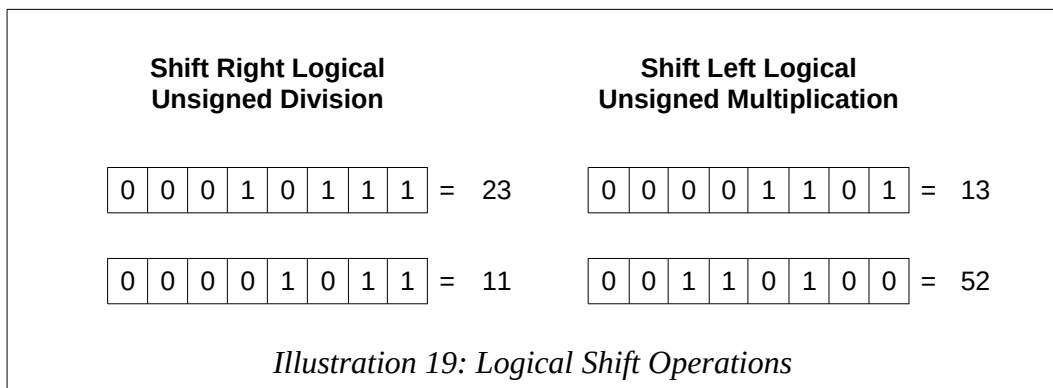 Shift Right Logical
Unsigned Division
0 0 0 1 0 1 1 1 = 23
0 0 0 0 1 0 1 1 = 11
Shift Left Logical
Unsigned Multiplication
0 0 0 0 1 1 0 1 = 13
0 0 1 1 0 1 0 0 = 52
Illustration 19: Logical Shift Operations